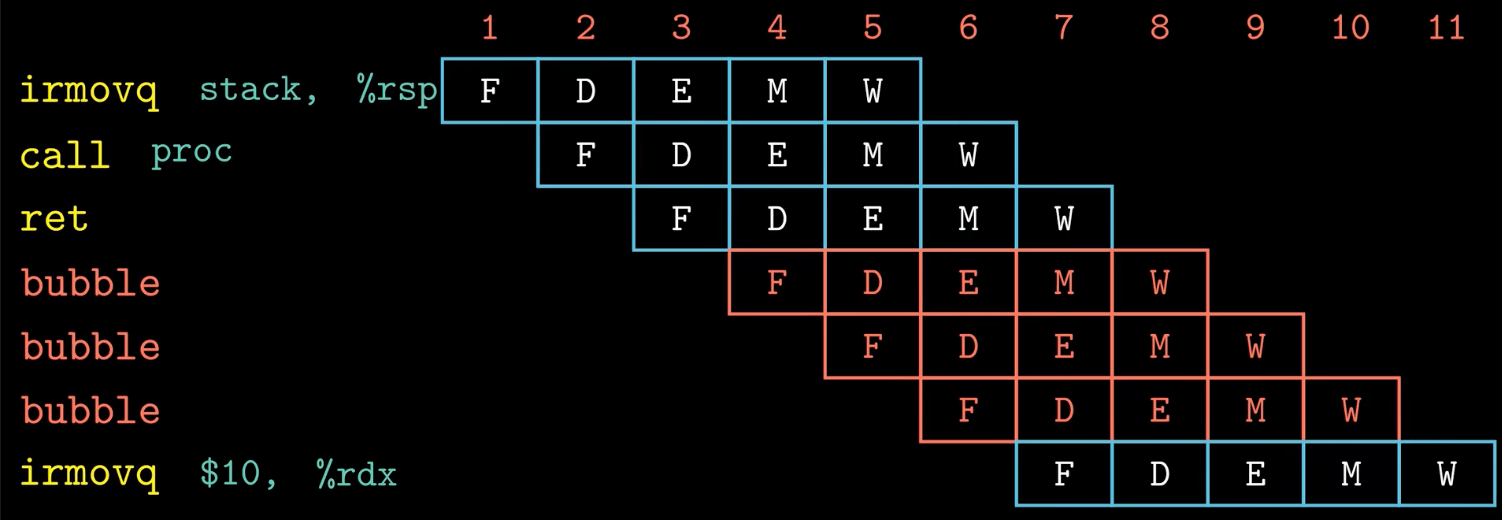 1 2 3 4 5 6 7 8 9 10 11
irmovq stack, %rsp F D E M W
call proc F D E M W
ret F D E M W
bubble F D E M W
bubble F D E M W
bubble F D E M W
irmovq $10, %rdx F D E M W